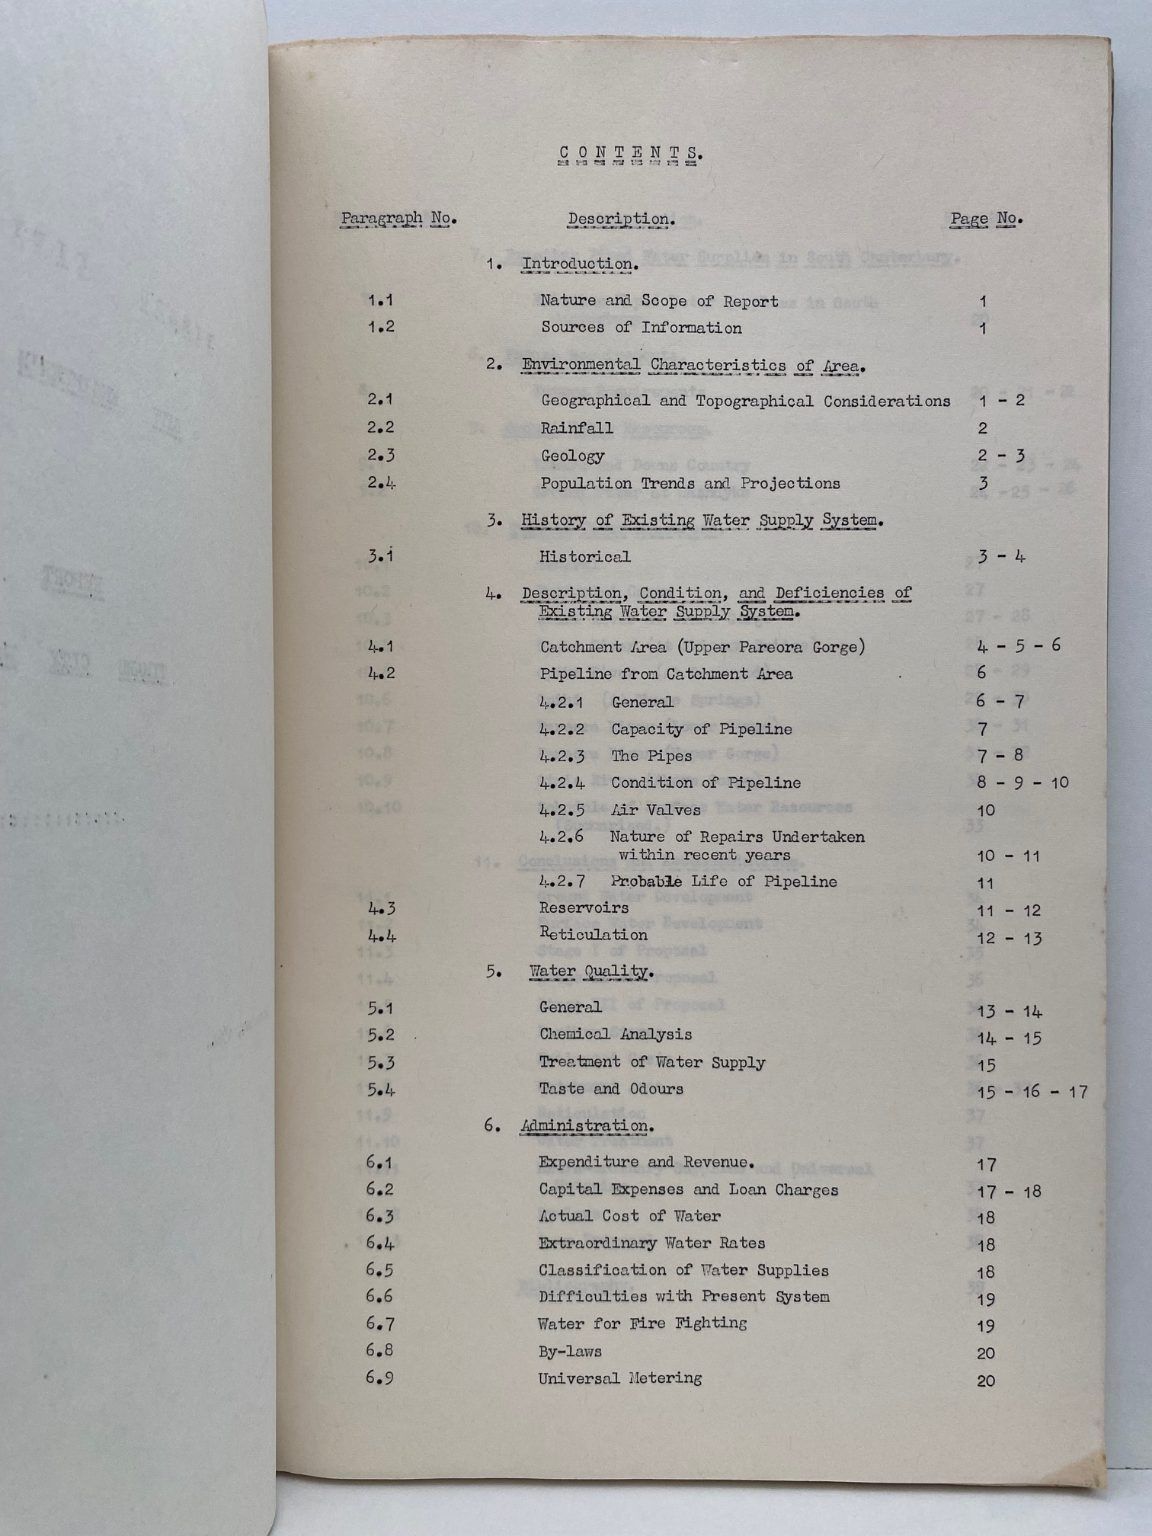 CONTENTS.
Paragraph No. Description. Page No.
1. Introduction.
1.1 Nature and Scope of Report 1
1.2 Sources of Information 1
2. Environmental Characteristics of Area.
2.1 Geographical and Topographical Considerations 1 - 2
2.2 Rainfall 2
2.3 Geology 2 - 3
2.4 Population Trends and Projections 3
3. History of Existing Water Supply System.
3.1 Historical 3 - 4
4. Description, Condition, and Deficiencies of
Existing Water Supply System.
4.1 Catchment Area (Upper Pareora Gorge) 4 - 5 - 6
4.2 Pipeline from Catchment Area 6
4.2.1 General 6 - 7
4.2.2 Capacity of Pipeline 7
4.2.3 The Pipes 7 - 8
4.2.4 Condition of Pipeline 8 - 9 - 10
4.2.5 Air Valves 10
4.2.6 Nature of Repairs Undertaken
within recent years 10 - 11
4.2.7 Probable Life of Pipeline 11
4.3 Reservoirs 11 - 12
4.4 Reticulation 12 - 13
5. Water Quality.
5.1 General 13 - 14
5.2 Chemical Analysis 14 - 15
5.3 Treatment of Water Supply 15
5.4 Taste and Odours 15 - 16 - 17
6. Administration.
6.1 Expenditure and Revenue. 17
6.2 Capital Expenses and Loan Charges 17 - 18
6.3 Actual Cost of Water 18
6.4 Extraordinary Water Rates 18
6.5 Classification of Water Supplies 18
6.6 Difficulties with Present System 19
6.7 Water for Fire Fighting 19
6.8 By-laws 20
6.9 Universal Metering 20